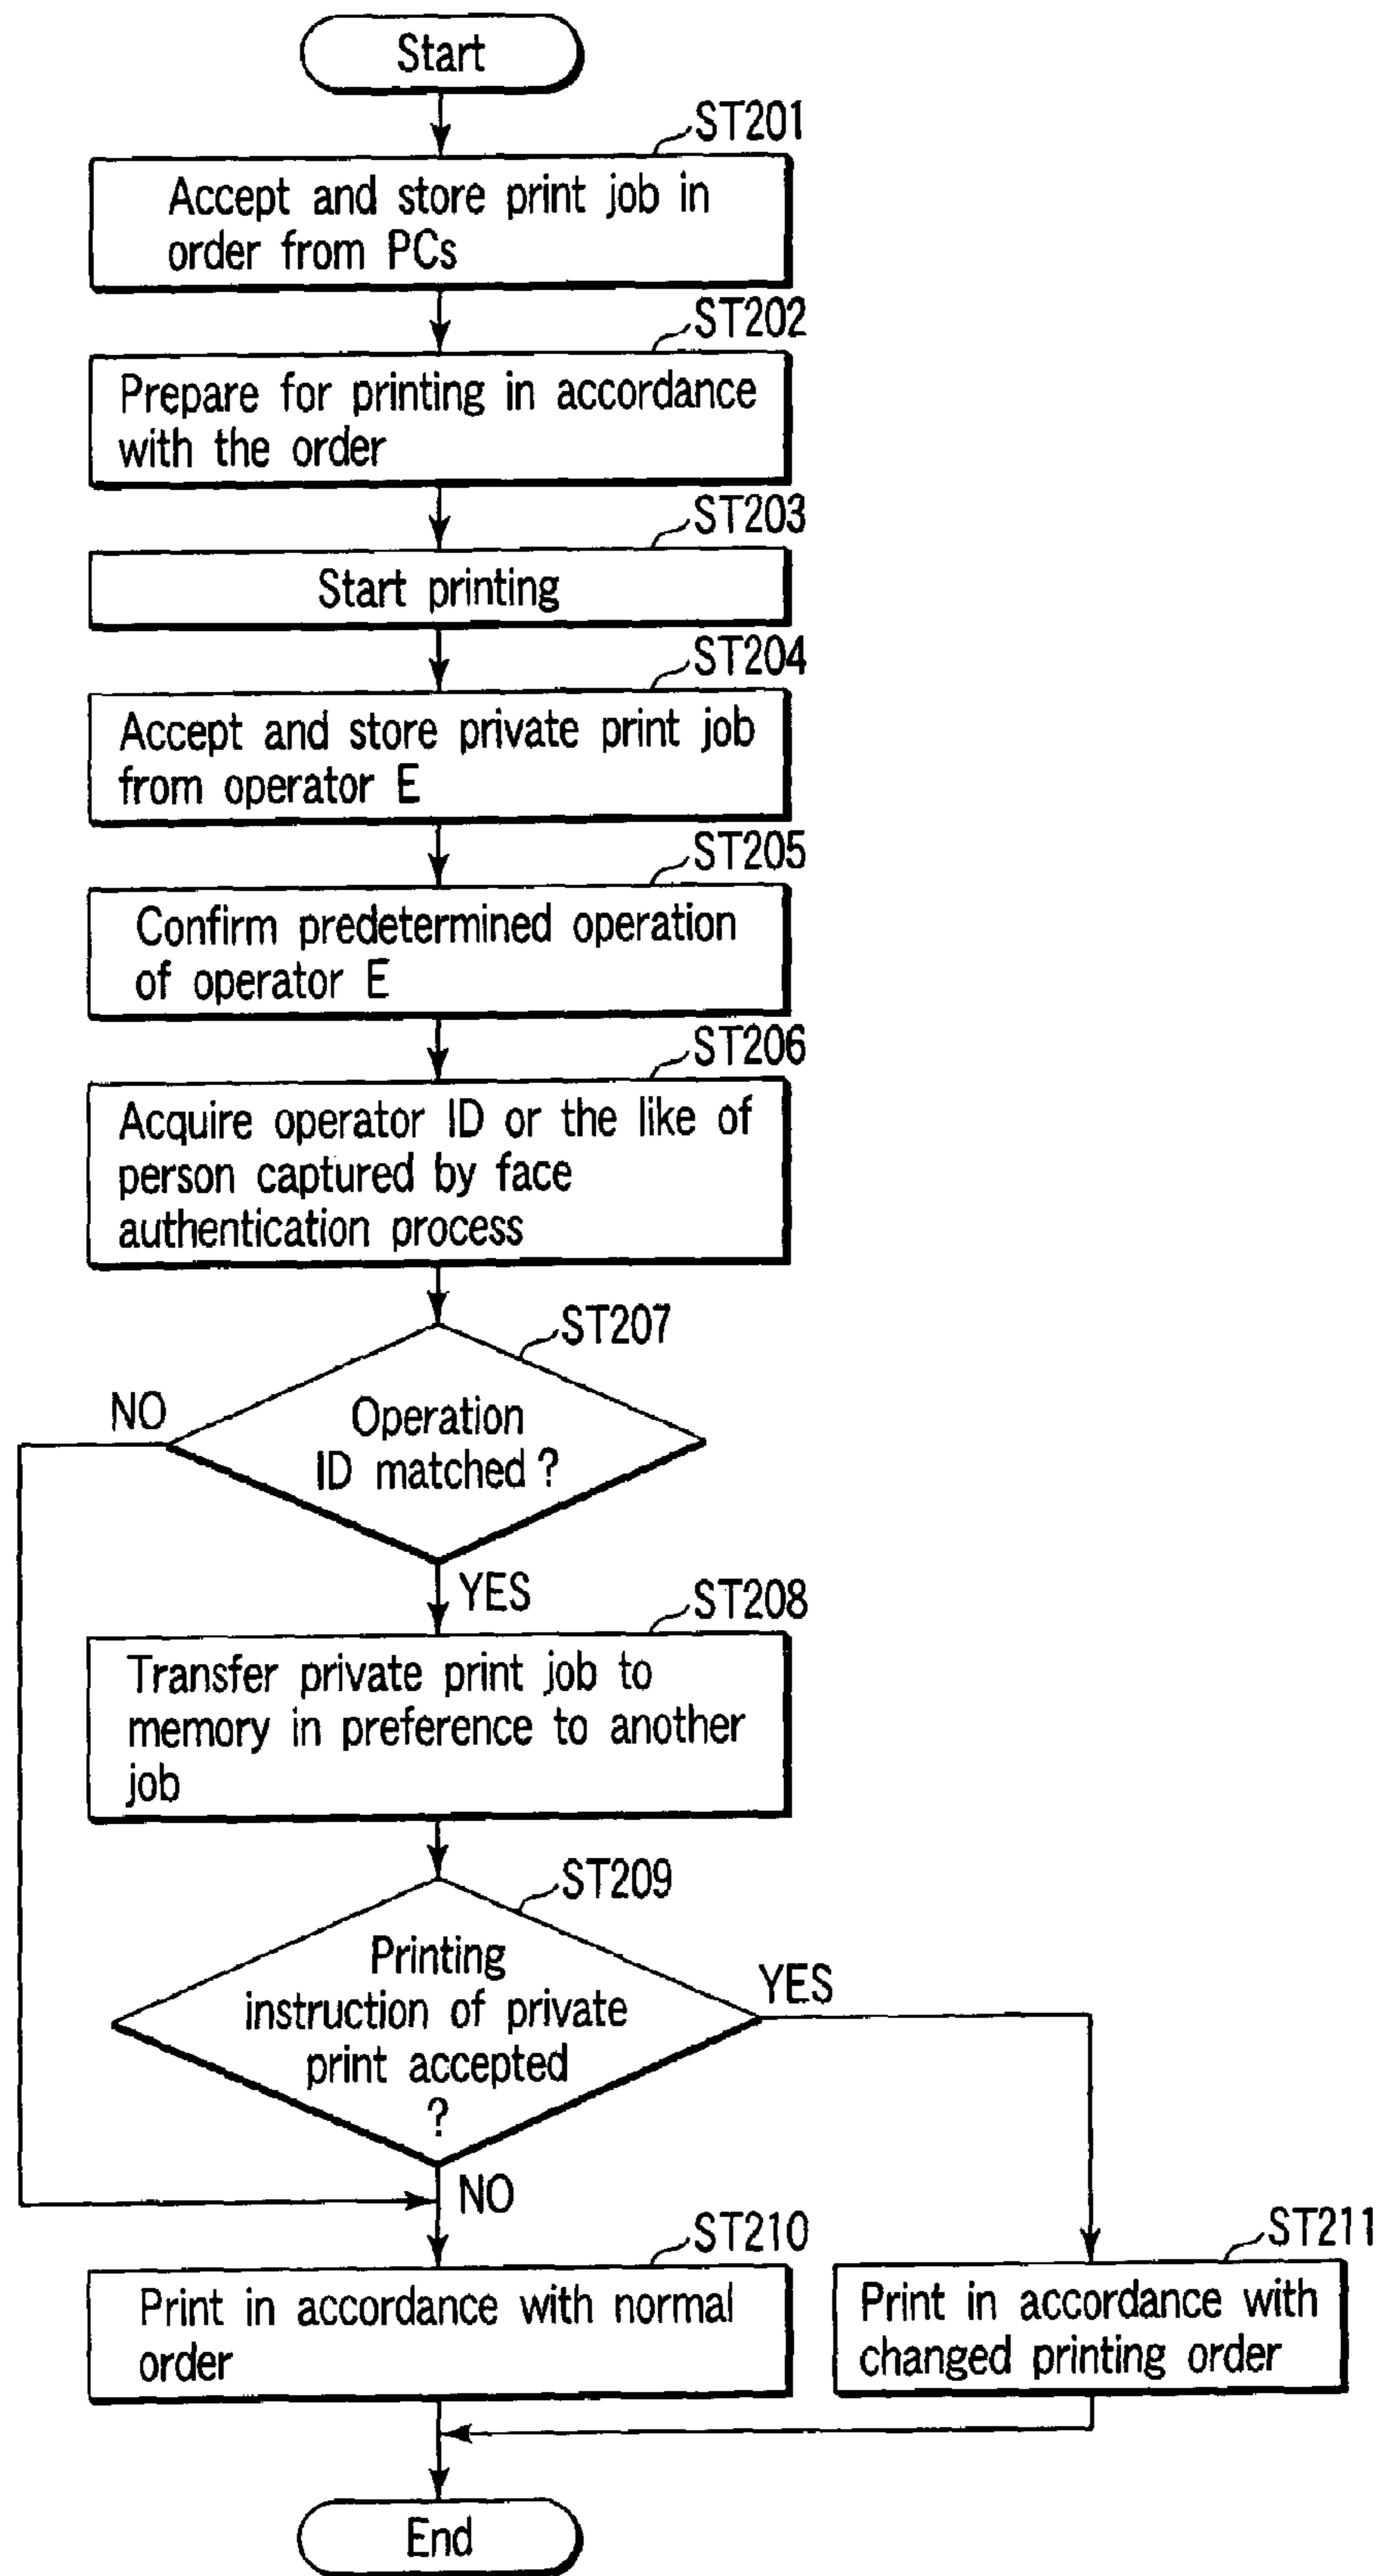 Start
ST201
Accept and store print job in
order from PCs
ST202
Prepare for printing in accordance
with the order
ST203
Start printing
ST204
Accept and store private print job
from operator E
ST205
Confirm predetermined operation
of operator E
ST206
Acquire operator ID or the like of
person captured by face
authentication process
ST207
NO
Operation
ID matched ?
YES
ST208
Transfer private print job to
memory in preference to another
job
ST209
Printing
instruction of private
print accepted
?
YES
NO
ST210
Print in accordance with normal
order
ST211
Print in accordance with
changed printing order
End